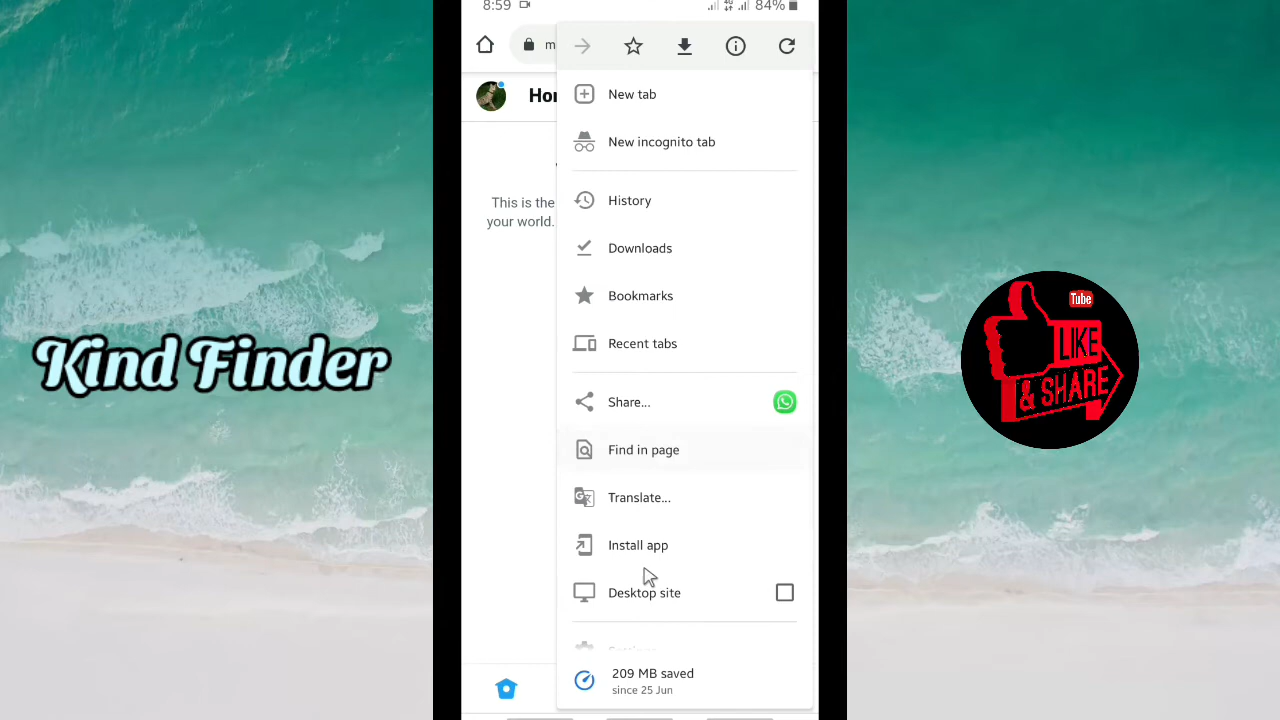 8:59
4G
84%
m
Hor
This is the
your world.
New tab
New incognito tab
History
Downloads
Bookmarks
Recent tabs
Share...
Find in page
Translate...
Install app
Desktop site
Settings
209 MB saved
since 25 Jun
Kind Finder
Tube
LIKE
& SHARE